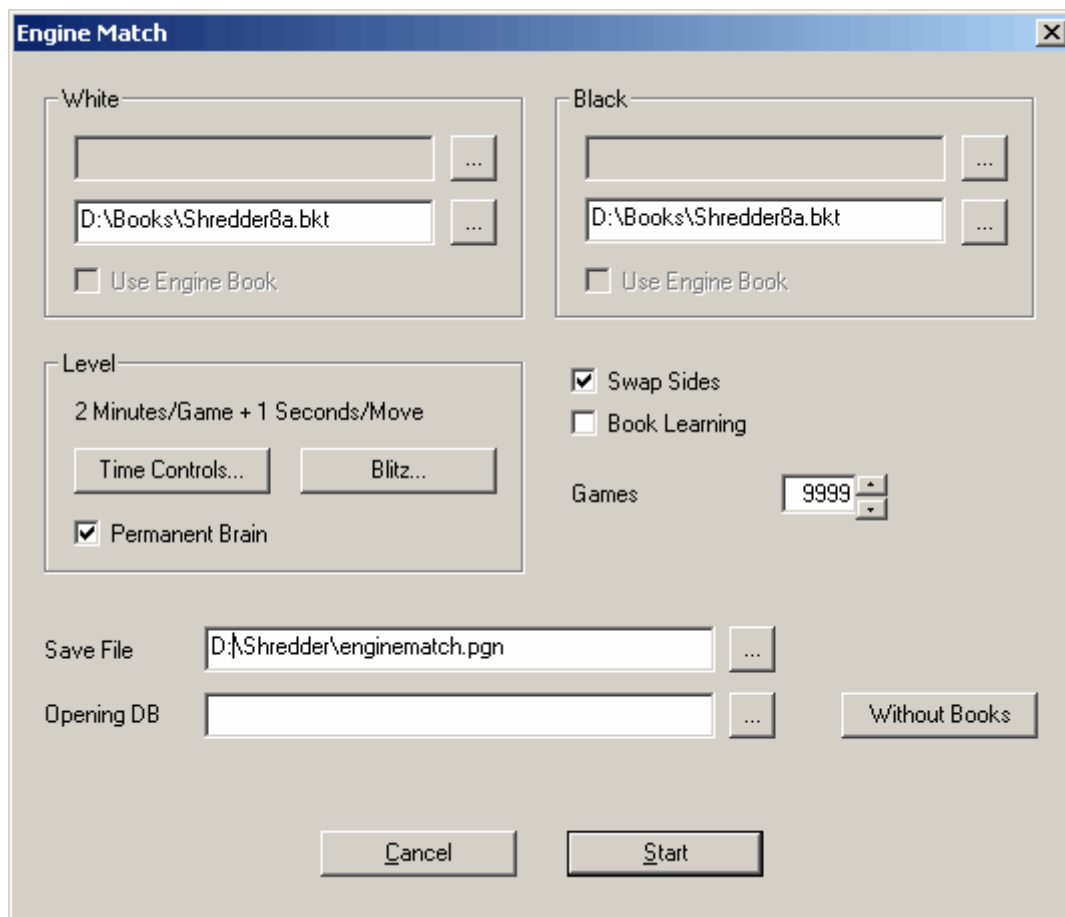 Engine Match
White
...
D:\Books\Shredder8a.bkt
...
Use Engine Book
Black
...
D:\Books\Shredder8a.bkt
...
Use Engine Book
Level
2 Minutes/Game + 1 Seconds/Move
Time Controls...
Blitz...
Permanent Brain
Swap Sides
Book Learning
Games
9999
Save File
D:\Shredder\enginematch.pgn
...
Opening DB
...
Without Books
Cancel
Start